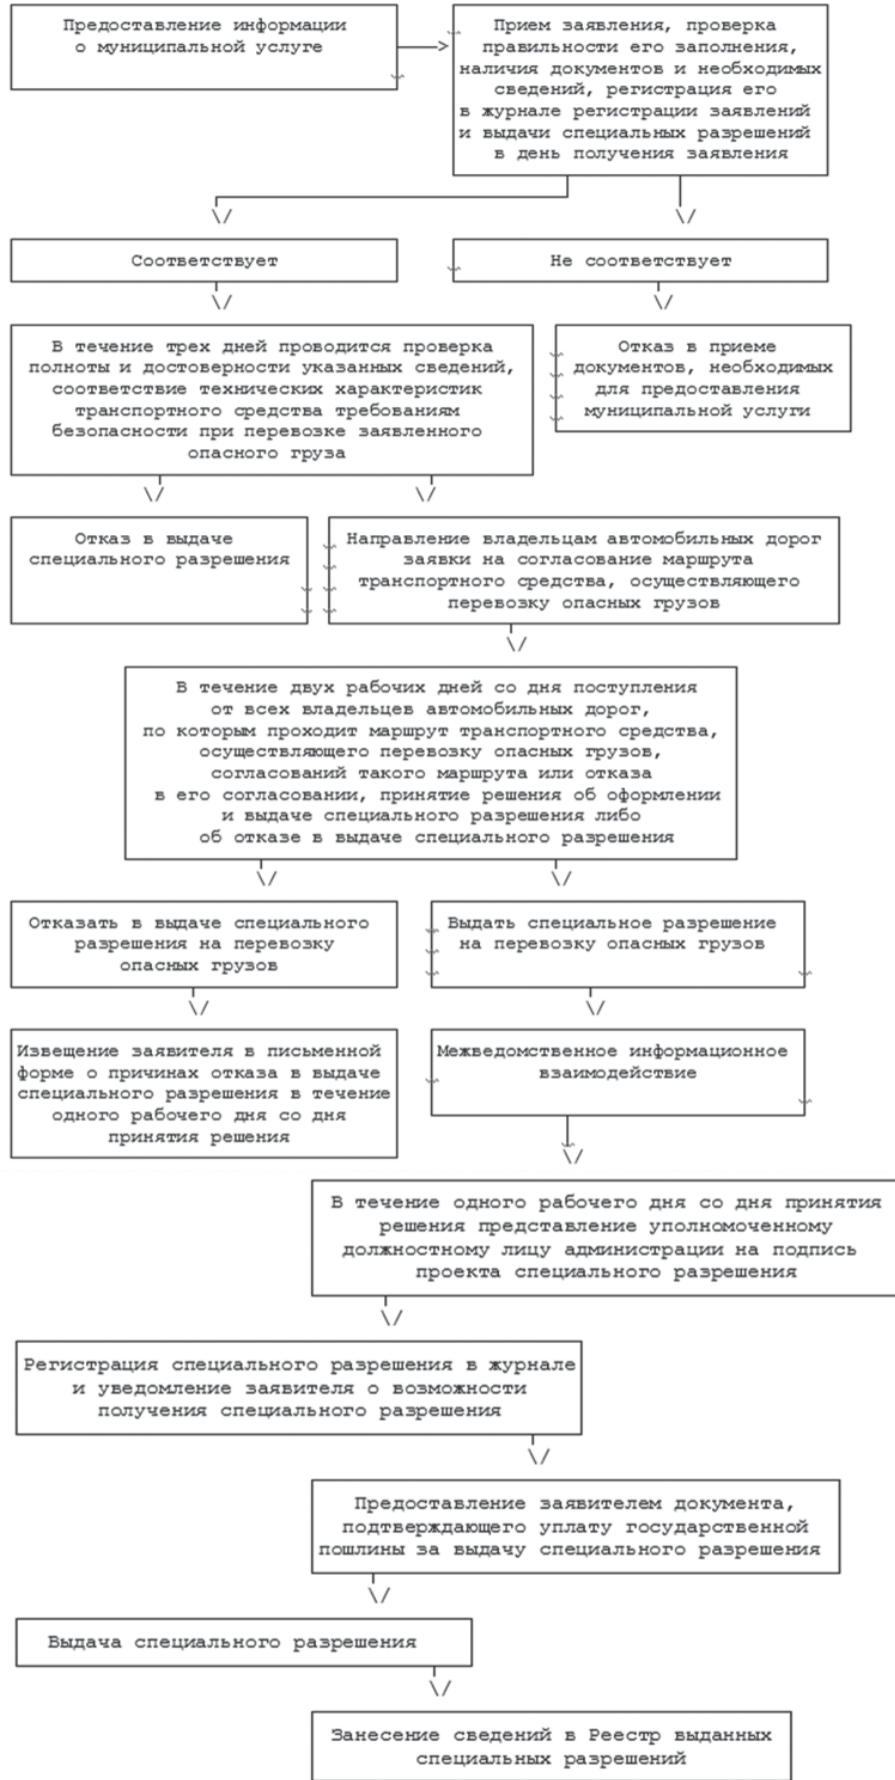 Предоставление информации
о муниципальной услуге
Прием заявления, проверка
правильности его заполнения,
наличия документов и необходимых
сведений, регистрация его
в журнале регистрации заявлений
и выдачи специальных разрешений
в день получения заявления
Соответствует
Не соответствует
В течение трех дней проводится проверка
полноты и достоверности указанных сведений,
соответствие технических характеристик
транспортного средства требованиям
безопасности при перевозке заявленного
опасного груза
Отказ в приеме
документов, необходимых
для предоставления
муниципальной услуги
Отказ в выдаче
специального разрешения
Направление владельцам автомобильных дорог
заявки на согласование маршрута
транспортного средства, осуществляющего
перевозку опасных грузов
В течение двух рабочих дней со дня поступления
от всех владельцев автомобильных дорог,
по которым проходит маршрут транспортного средства,
осуществляющего перевозку опасных грузов,
согласований такого маршрута или отказа
в его согласовании, принятие решения об оформлении
и выдаче специального разрешения либо
об отказе в выдаче специального разрешения
Отказать в выдаче специального
разрешения на перевозку
опасных грузов
Выдать специальное разрешение
на перевозку опасных грузов
Извещение заявителя в письменной
форме о причинах отказа в выдаче
специального разрешения в течение
одного рабочего дня со дня
принятия решения
Межведомственное информационное
взаимодействие
В течение одного рабочего дня со дня принятия
решения представление уполномоченному
должностному лицу администрации на подпись
проекта специального разрешения
Регистрация специального разрешения в журнале
и уведомление заявителя о возможности
получения специального разрешения
Предоставление заявителем документа,
подтверждающего уплату государственной
пошлины за выдачу специального разрешения
Выдача специального разрешения
Занесение сведений в Реестр выданных
специальных разрешений